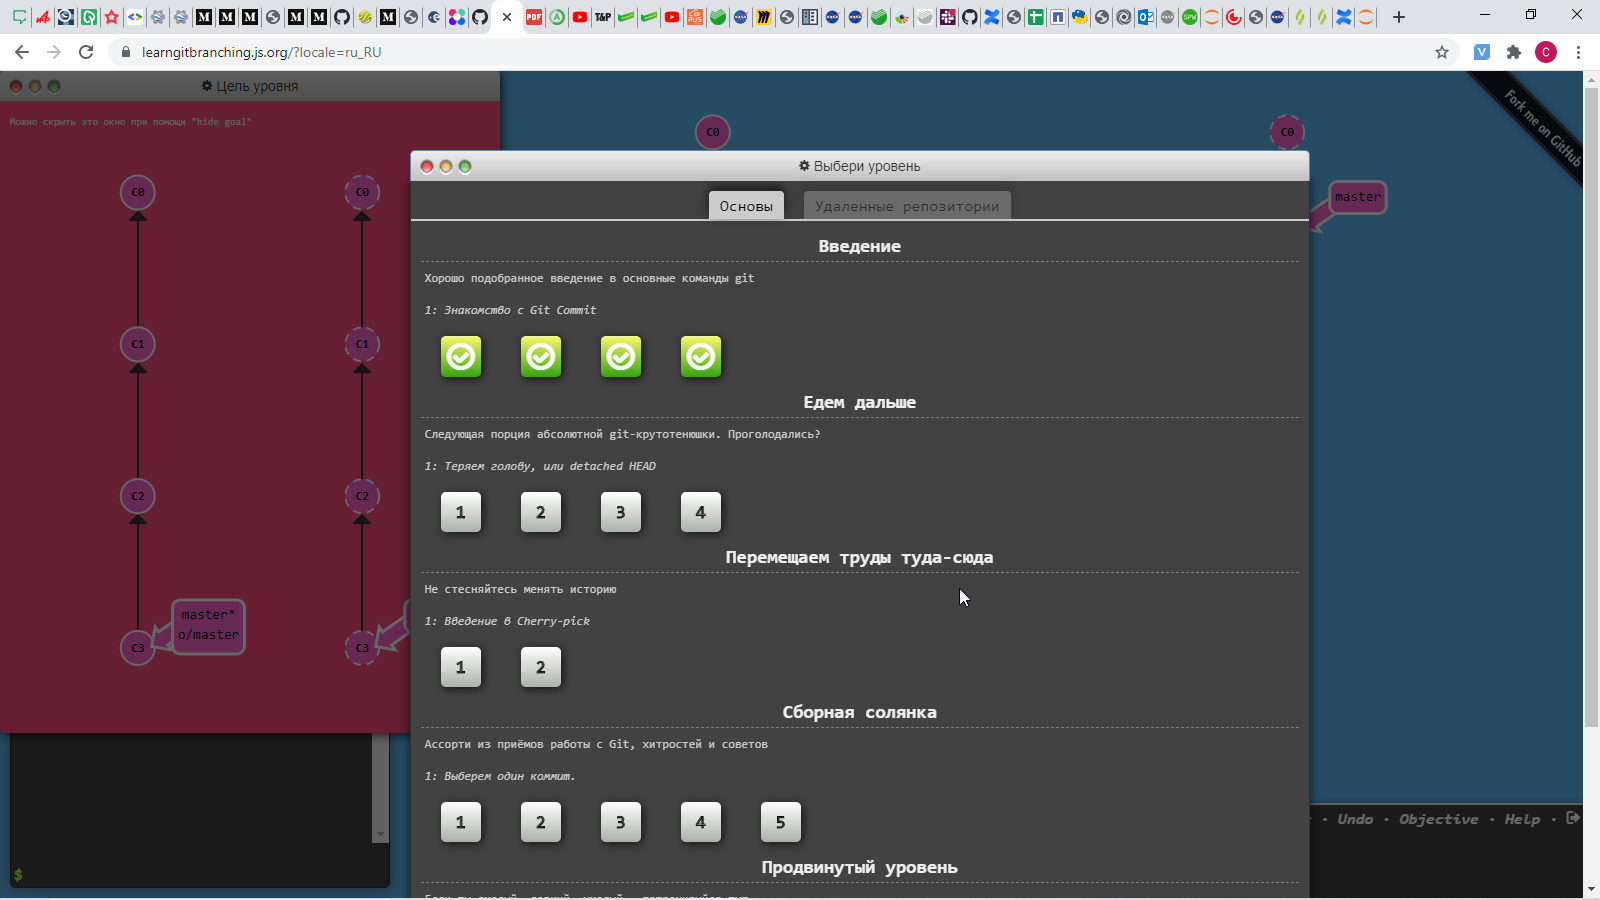 learngitbranching.js.org/?locale=ru_RU
Цель уровня
Можно скрыть это окно при помощи "hide goal"
C0
C0
C1
C1
C2
C2
master*
o/master
C3
C3
C0
C0
master
Fork me on GitHub
Выбери уровень
Основы
Удаленные репозитории
Введение
Хорошо подобранное введение в основные команды git
1: Знакомство с Git Commit
Едем дальше
Следующая порция абсолютной git-крутотенюшки. Проголодались?
1: Теряем голову, или detached HEAD
1 2 3 4
Перемещаем труды туда-сюда
Не стесняйтесь менять историю
1: Введение в Cherry-pick
1 2
Сборная солянка
Ассорти из приёмов работы с Git, хитростей и советов
1: Выберем один коммит.
1 2 3 4 5
Продвинутый уровень
$
· Undo · Objective · Help ·